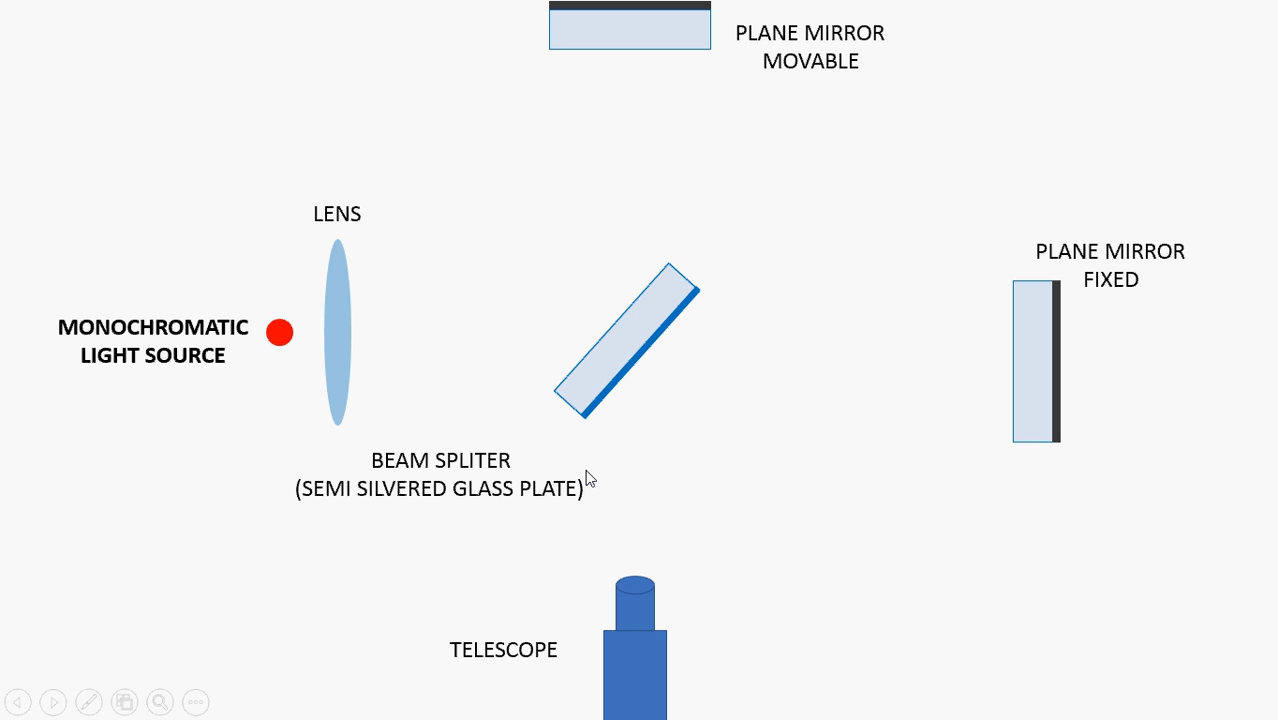 PLANE MIRROR
MOVABLE
LENS
PLANE MIRROR
FIXED
MONOCHROMATIC
LIGHT SOURCE
BEAM SPLITER
(SEMI SILVERED GLASS PLATE)
TELESCOPE